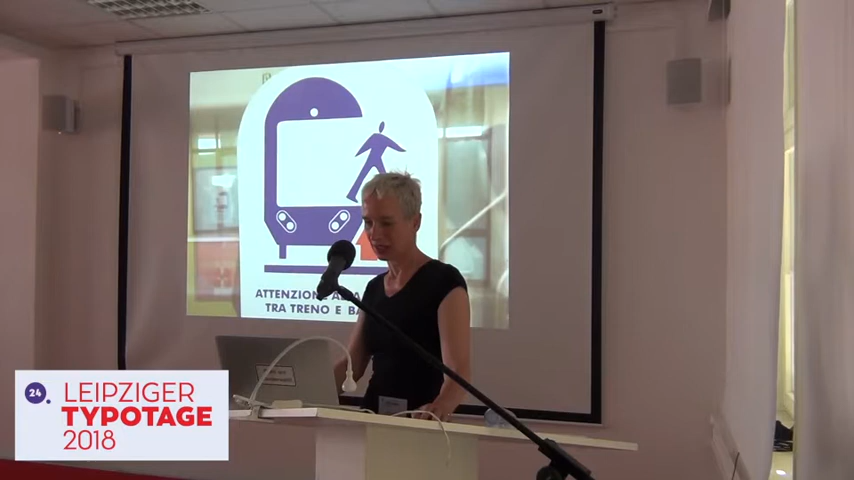 ATTENZIONE
TRA TRENO E
24.
LEIPZIGER
TYPOTAGE
2018